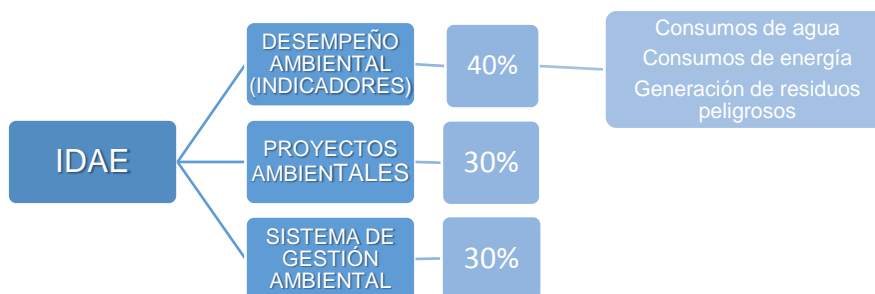 IDAE
DESEMPEÑO
AMBIENTAL
(INDICADORES)
40%
Consumos de agua
Consumos de energía
Generación de residuos
peligrosos
PROYECTOS
AMBIENTALES
30%
SISTEMA DE
GESTIÓN
AMBIENTAL
30%